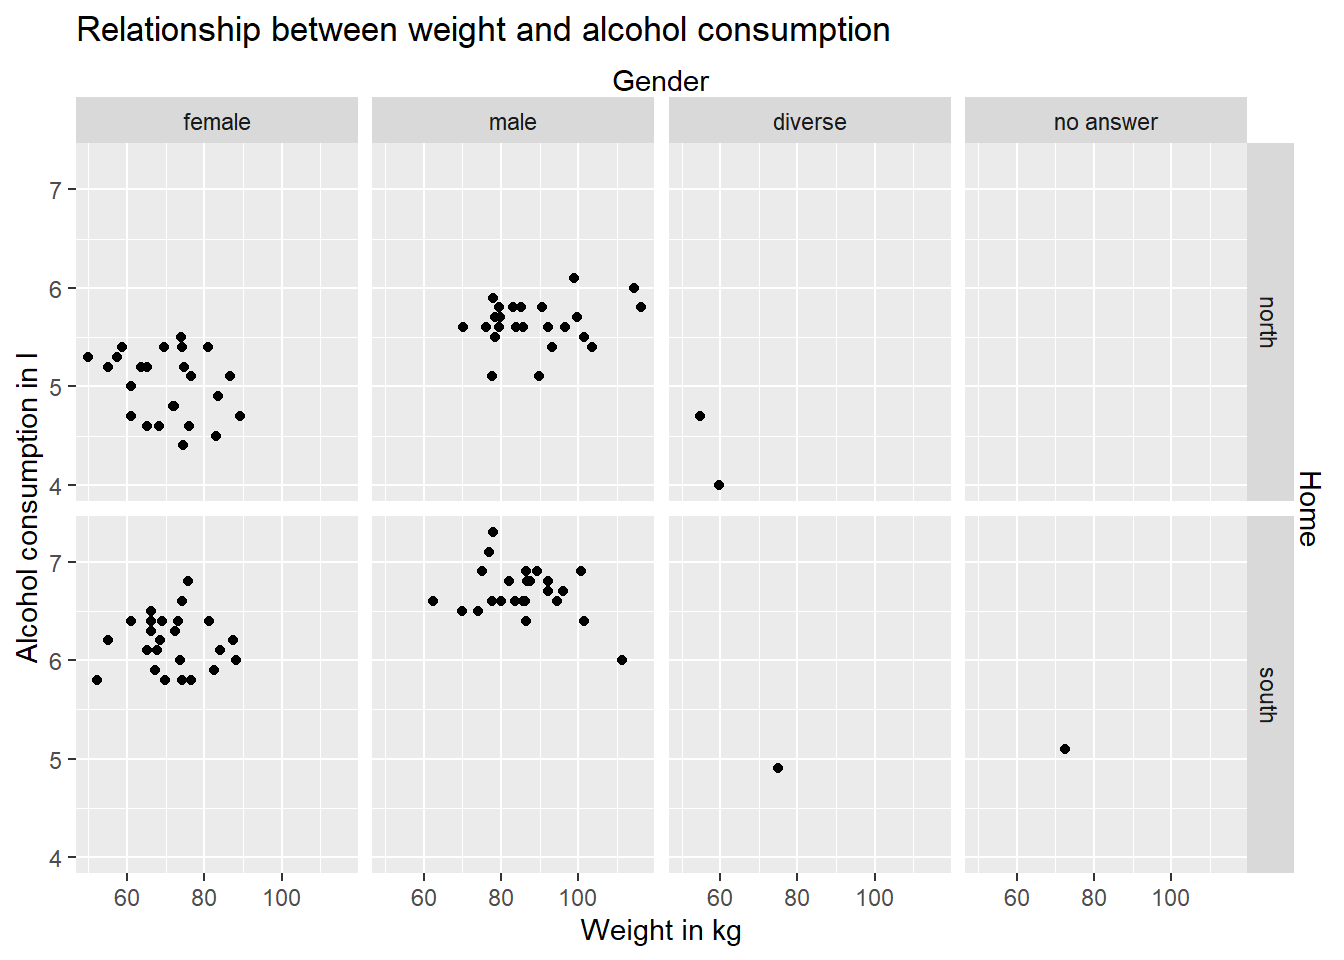 Relationship between weight and alcohol consumption
Gender
female male diverse no answer
7
6
5
4
north
Alcohol consumption in l
Home
7
6
5
4
south
60 80 100 60 80 100 60 80 100 60 80 100
Weight in kg